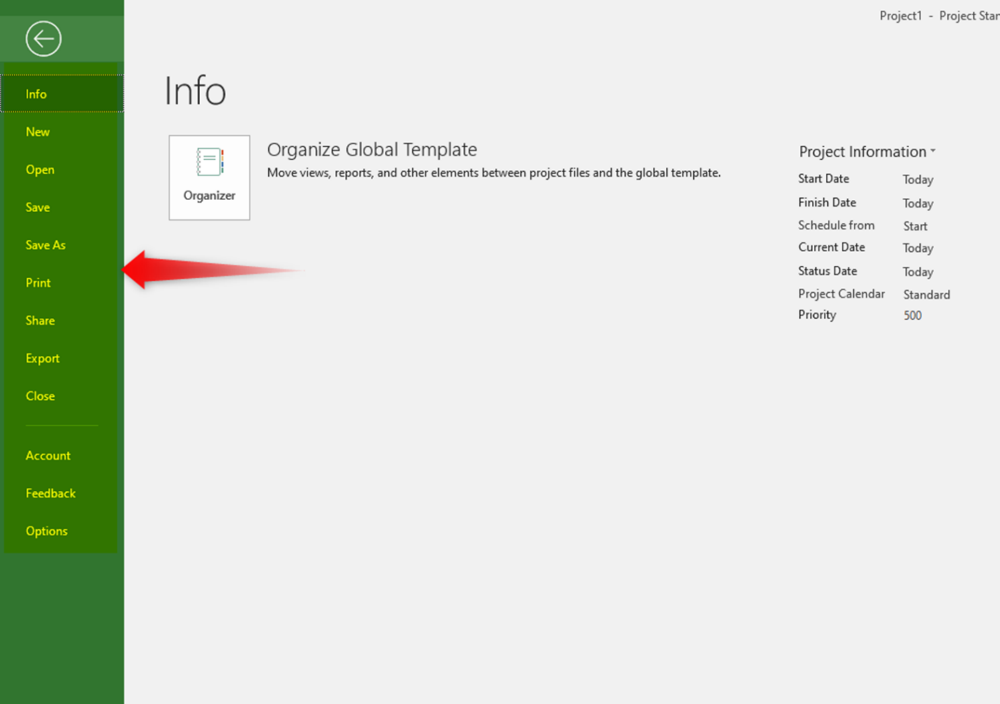 Project1 - Project Stan
Info
New
Open
Save
Save As
Print
Share
Export
Close
Account
Feedback
Options
Info
Organizer
Organize Global Template
Move views, reports, and other elements between project files and the global template.
Project Information
Start Date Today
Finish Date Today
Schedule from Start
Current Date Today
Status Date Today
Project Calendar Standard
Priority 500